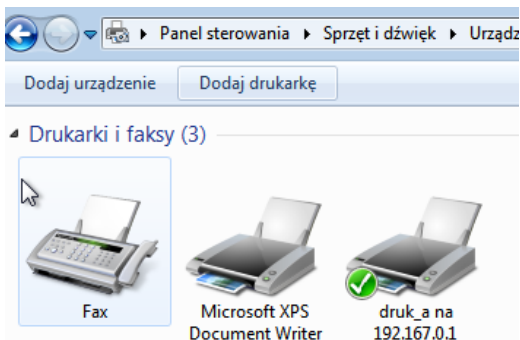 Panel sterowania ▸ Sprzęt i dźwięk ▸ Urządz
Dodaj urządzenie Dodaj drukarkę
Drukarki i faksy (3)
Fax
Microsoft XPS
Document Writer
druk_a na
192.167.0.1